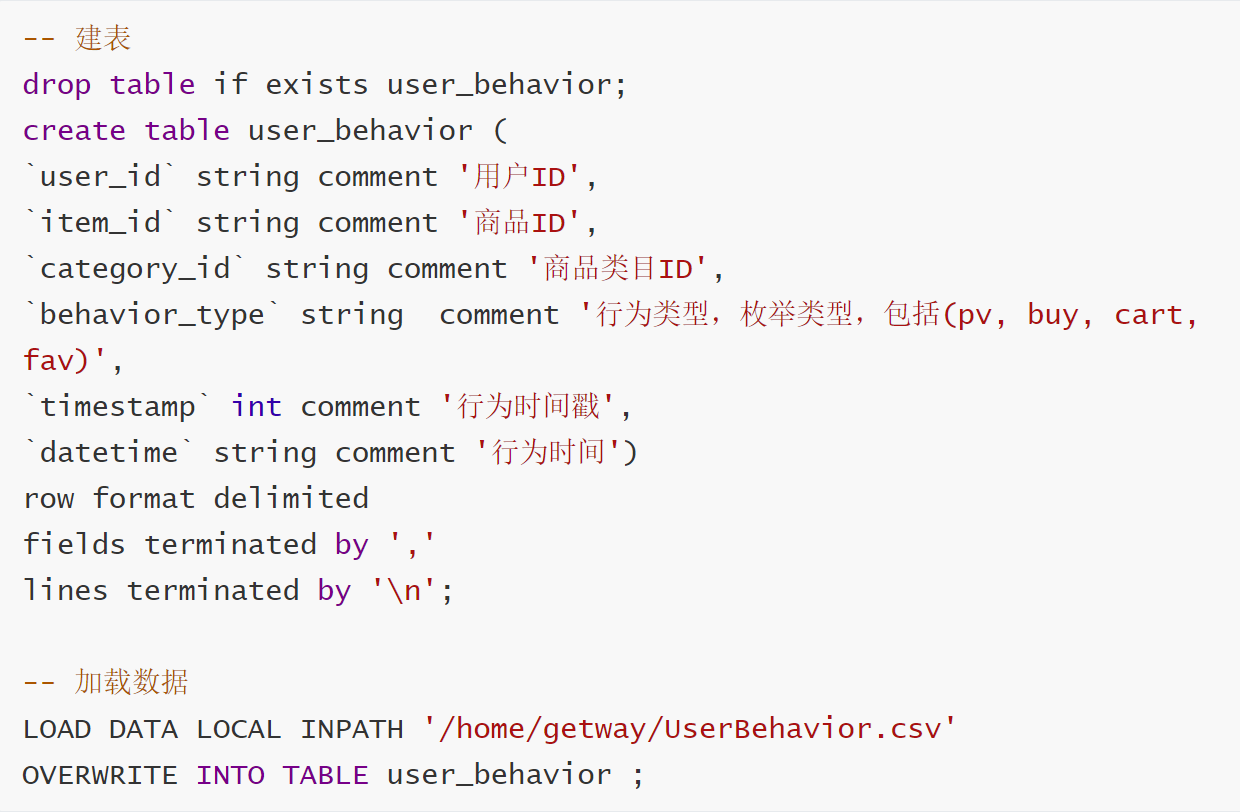 -- 建表
drop table if exists user_behavior;
create table user_behavior (
`user_id` string comment '用户ID',
`item_id` string comment '商品ID',
`category_id` string comment '商品类目ID',
`behavior_type` string  comment '行为类型，枚举类型，包括(pv, buy, cart,
fav)',
`timestamp` int comment '行为时间戳',
`datetime` string comment '行为时间')
row format delimited
fields terminated by ','
lines terminated by '\n';

-- 加载数据
LOAD DATA LOCAL INPATH '/home/getway/UserBehavior.csv'
OVERWRITE INTO TABLE user_behavior ;